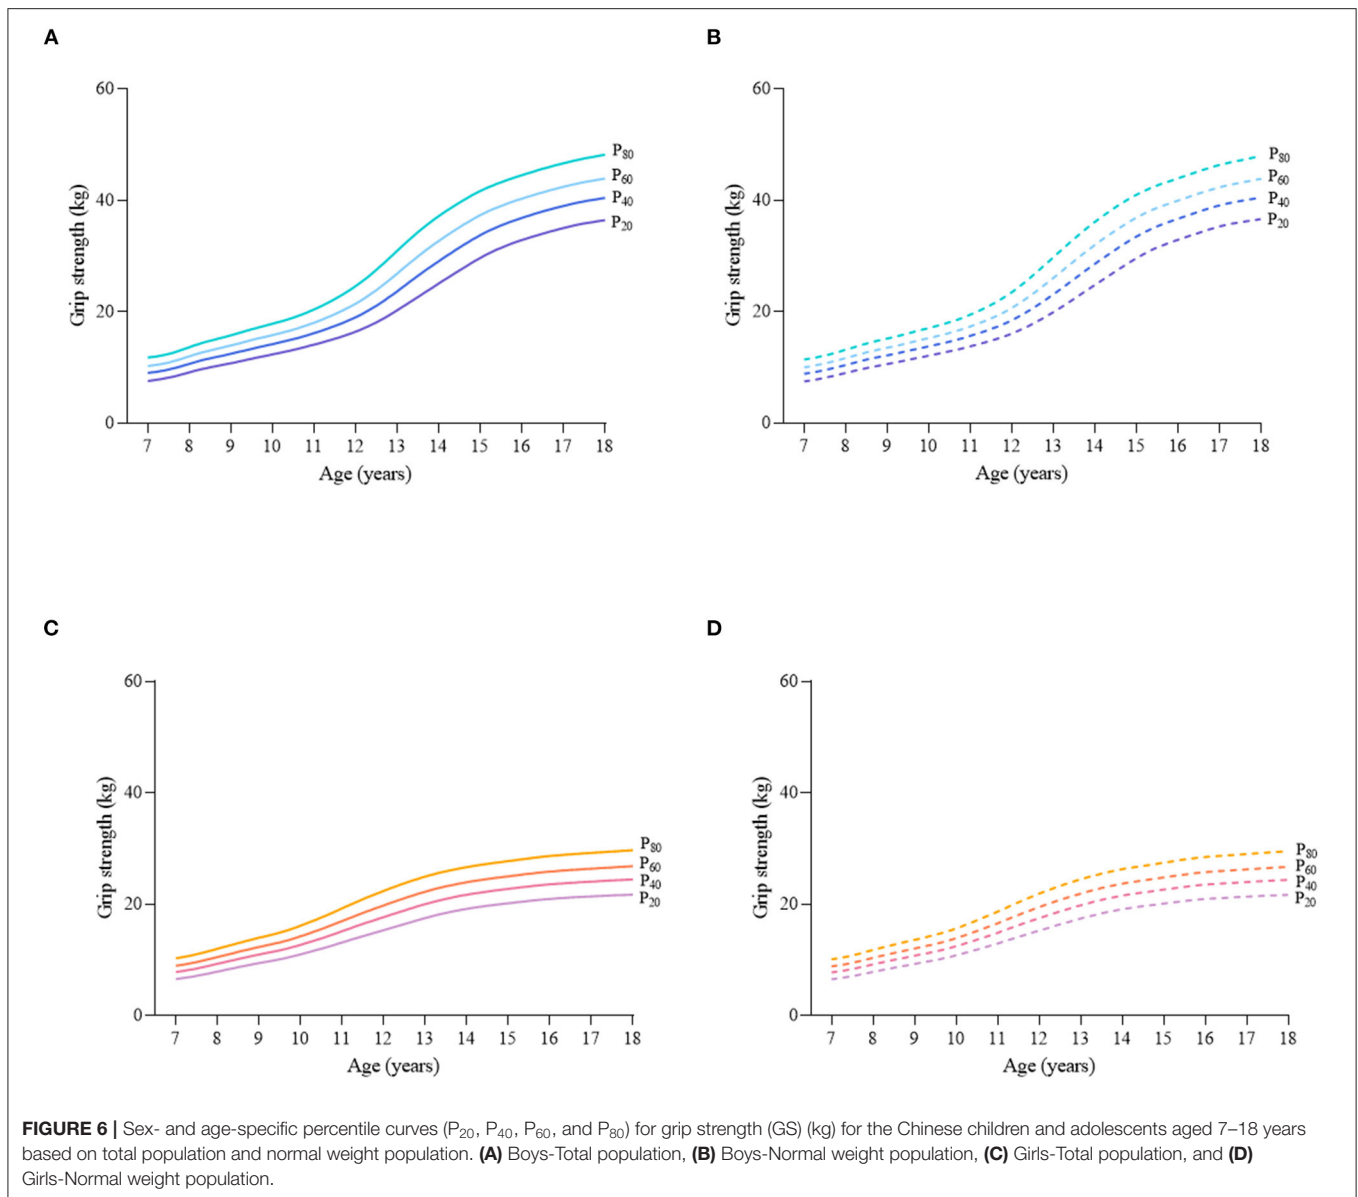 A
60
40
20
0
Grip strength (kg)
P80
P60
P40
P20
7 8 9 10 11 12 13 14 15 16 17 18
Age (years)
B
60
40
20
0
Grip strength (kg)
P80
P60
P40
P20
7 8 9 10 11 12 13 14 15 16 17 18
Age (years)
C
60
40
20
0
Grip strength (kg)
P80
P60
P40
P20
7 8 9 10 11 12 13 14 15 16 17 18
Age (years)
D
60
40
20
0
Grip strength (kg)
P80
P60
P40
P20
7 8 9 10 11 12 13 14 15 16 17 18
Age (years)
FIGURE 6 | Sex- and age-specific percentile curves (P20, P40, P60, and P80) for grip strength (GS) (kg) for the Chinese children and adolescents aged 7–18 years
based on total population and normal weight population. (A) Boys-Total population, (B) Boys-Normal weight population, (C) Girls-Total population, and (D)
Girls-Normal weight population.